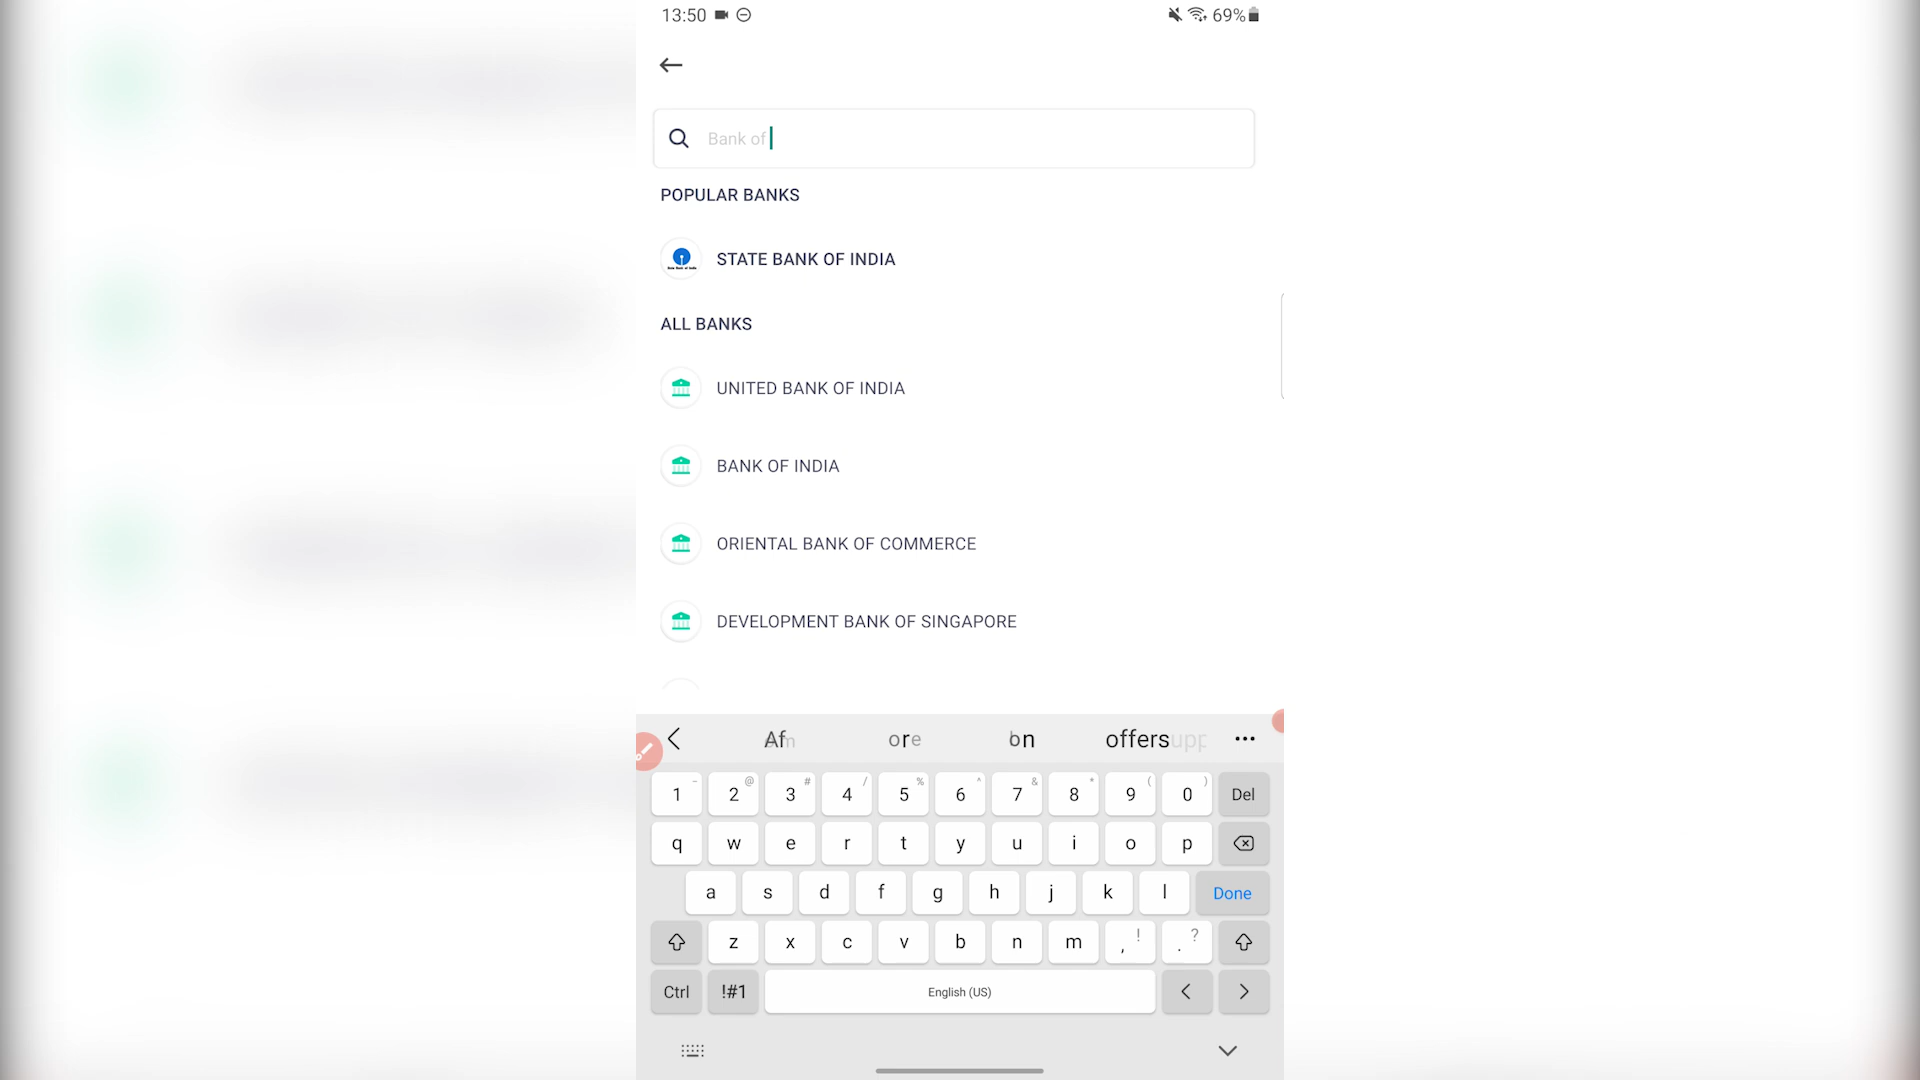 13:50 69%
Bank of
POPULAR BANKS
STATE BANK OF INDIA
ALL BANKS
UNITED BANK OF INDIA
BANK OF INDIA
ORIENTAL BANK OF COMMERCE
DEVELOPMENT BANK OF SINGAPORE
Af ore on offers •••
1 2 @ 3 # 4 / 5 % 6 ^ 7 & 8 * 9 ( 0 ) Del
q w e r t y u i o p
a s d f g h j k l Done
z x c v b n m , ! . ?
Ctrl !#1 English (US) < >